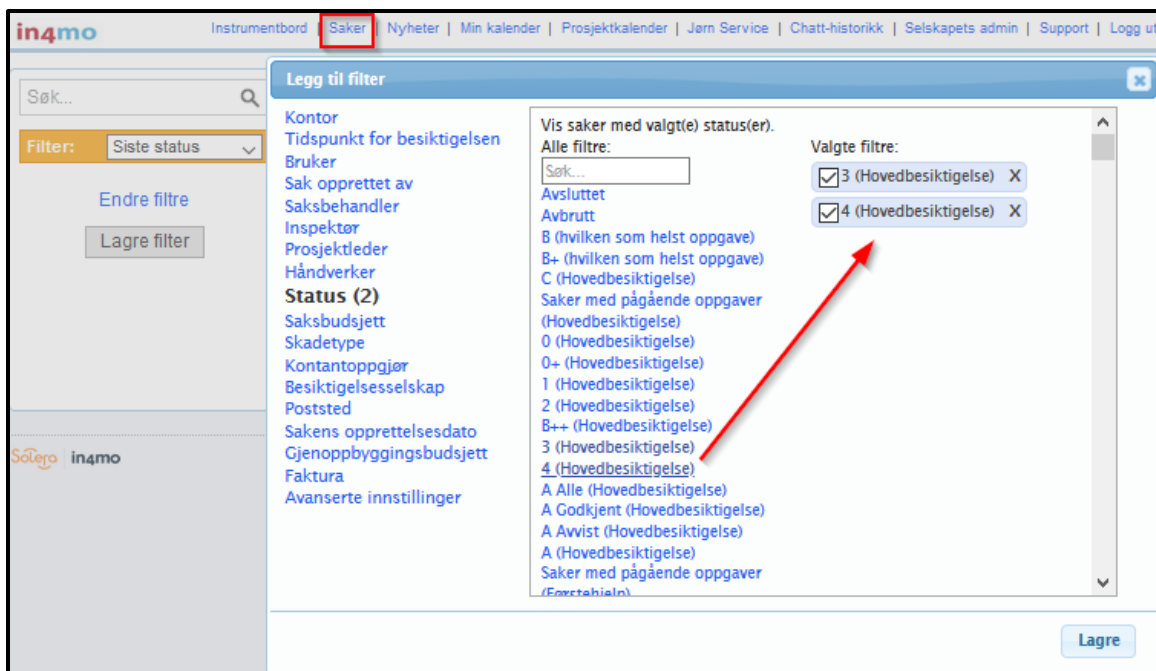 in4mo
Instrumentbord | Saker | Nyheter | Min kalender | Prosjektkalender | Jørn Service | Chatt-historikk | Selskapets admin | Support | Logg ut
Søk...
Filter: Siste status
Endre filtre
Lagre filter
Solera in4mo
Legg til filter
Kontor
Tidspunkt for besiktigelsen
Bruker
Sak opprettet av
Saksbehandler
Inspektør
Prosjektleder
Håndverker
Status (2)
Saksbudsjett
Skadetype
Kontantoppgjør
Besiktigelsesselskap
Poststed
Sakens opprettelsesdato
Gjenoppbyggingsbudsjett
Faktura
Avanserte innstillinger
Vis saker med valgt(e) status(er).
Alle filtre:
Søk...
Avsluttet
Avbrutt
B (hvilken som helst oppgave)
B+ (hvilken som helst oppgave)
C (Hovedbesiktigelse)
Saker med pågående oppgaver
(Hovedbesiktigelse)
0 (Hovedbesiktigelse)
0+ (Hovedbesiktigelse)
1 (Hovedbesiktigelse)
2 (Hovedbesiktigelse)
B++ (Hovedbesiktigelse)
3 (Hovedbesiktigelse)
4 (Hovedbesiktigelse)
A Alle (Hovedbesiktigelse)
A Godkjent (Hovedbesiktigelse)
A Avvist (Hovedbesiktigelse)
A (Hovedbesiktigelse)
Saker med pågående oppgaver
(Førstehjelp)
Valgte filtre:
3 (Hovedbesiktigelse) X
4 (Hovedbesiktigelse) X
Lagre